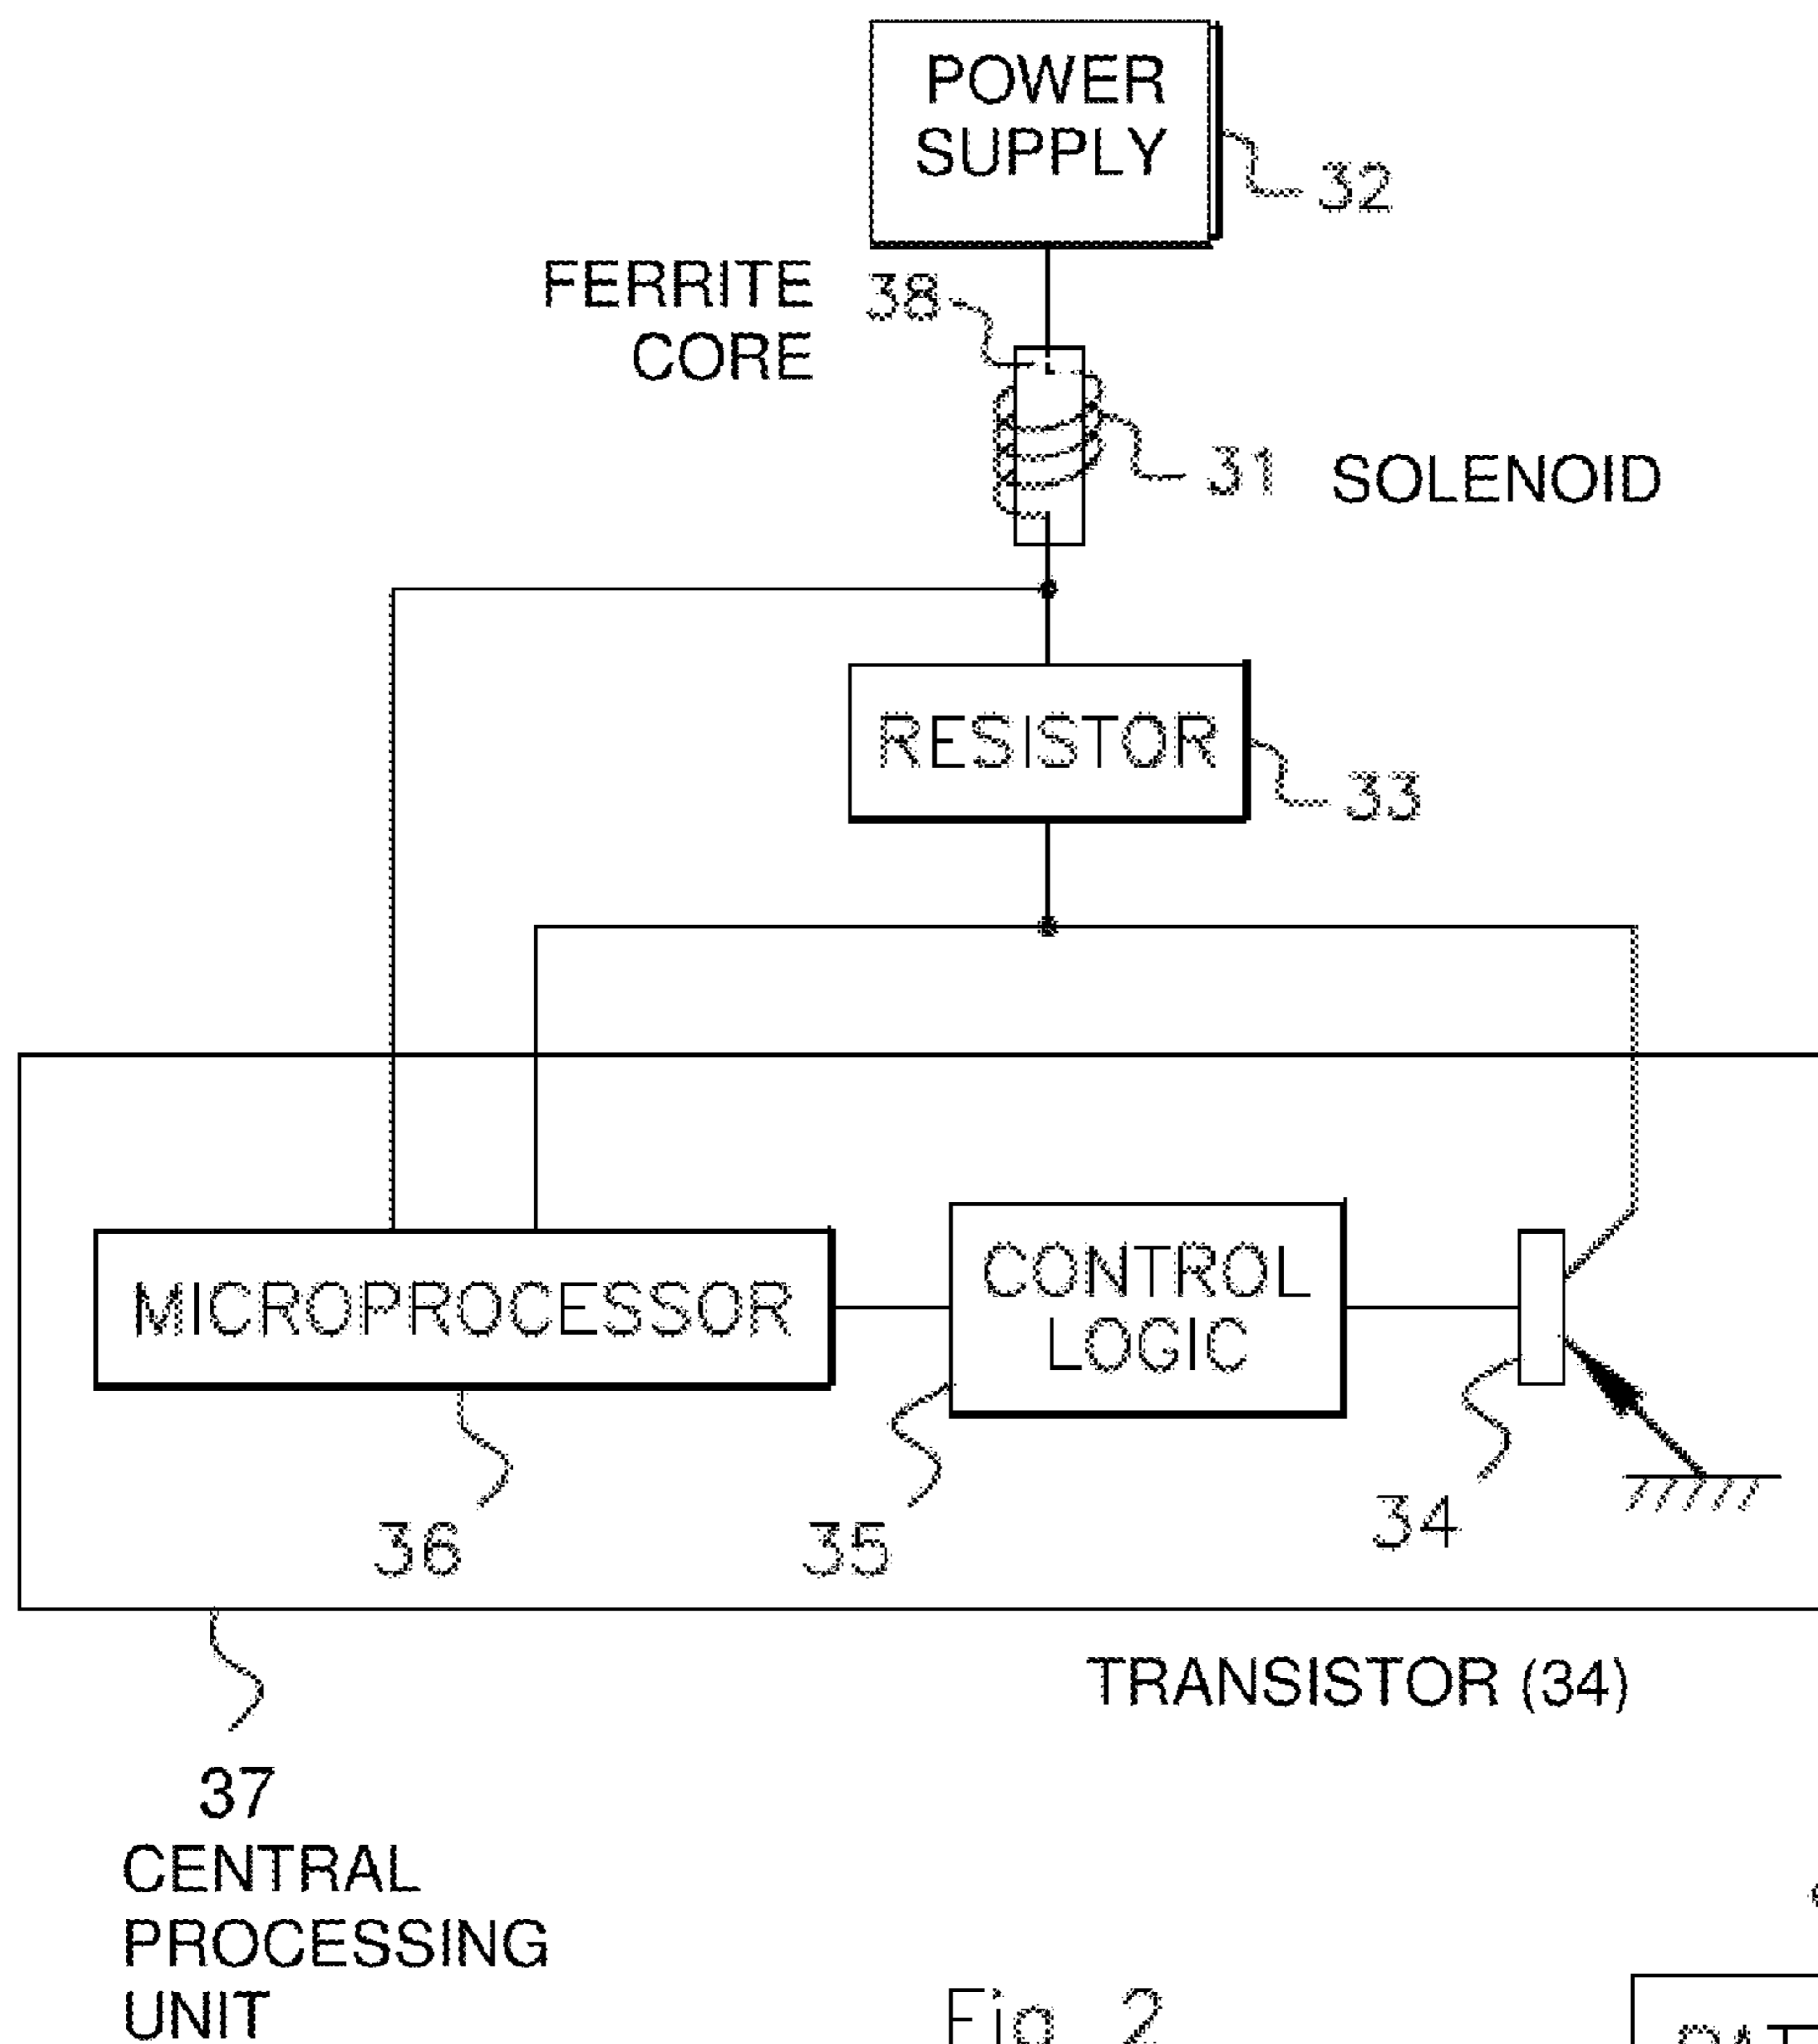 POWER
SUPPLY
32
FERRITE
CORE
38
31 SOLENOID
RESISTOR
33
MICROPROCESSOR
CONTROL
LOGIC
36
35
34
TRANSISTOR (34)
37
CENTRAL
PROCESSING
UNIT
Fig 2